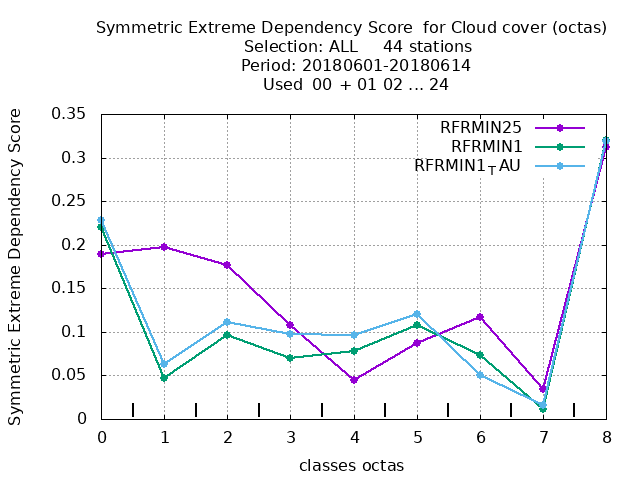 Symmetric Extreme Dependency Score  for Cloud cover (octas)
Selection: ALL     44 stations
Period: 20180601-20180614
Used  00  + 01 02 ... 24
Symmetric Extreme Dependency Score
0.35
0.3
0.25
0.2
0.15
0.1
0.05
0
RFRMIN25
RFRMIN1
RFRMIN1TAU
0 1 2 3 4 5 6 7 8
classes octas